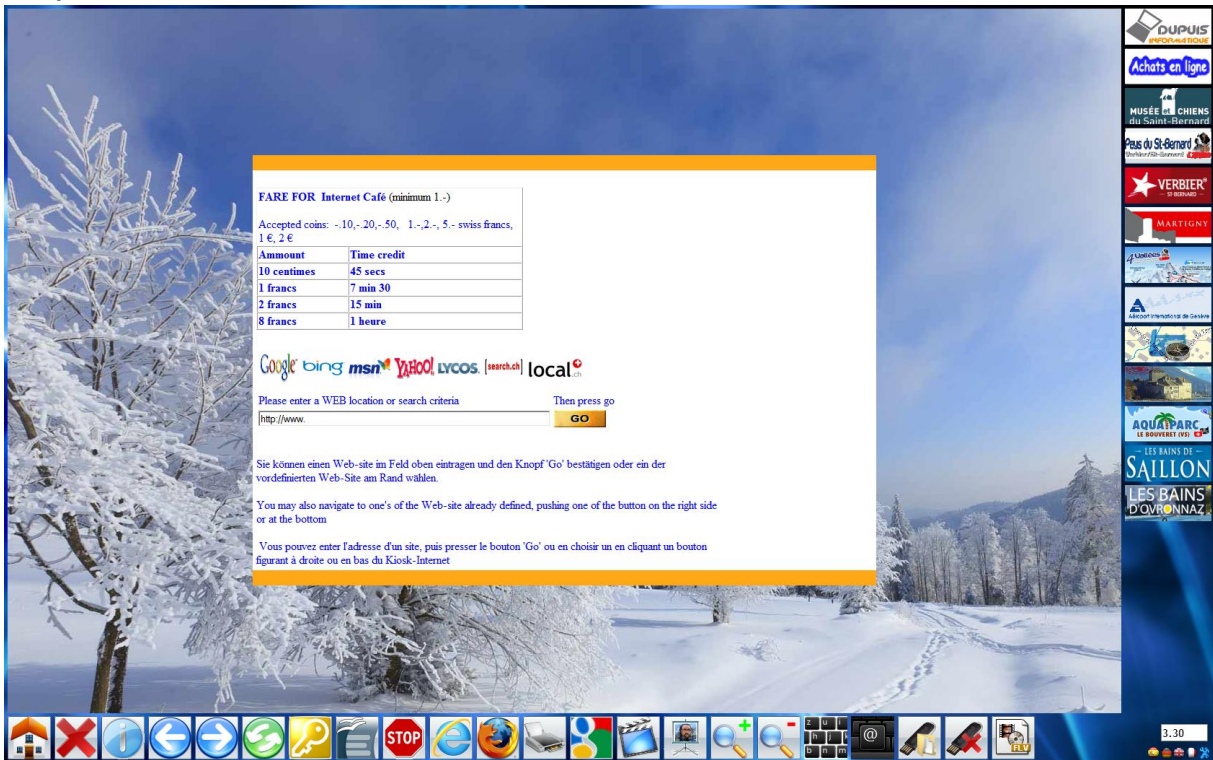 DUPUIS
INFORMATIQUE
Achats en ligne
MUSÉE et CHIENS
du Saint-Bernard
Pays du St-Bernard
Verbier/St-Bernard
VERBIER
ST-BERNARD
MARTIGNY
4 Vallées
Aéroport International de Genève
AQUAPARC
LE BOUVERET (VS)
LES BAINS DE
SAILLON
LES BAINS
D'OVRONNAZ
FARE FOR Internet Café (minimum 1.-)
Accepted coins: -.10,-.20,-.50, 1.-,2.-, 5.- swiss francs,
1 €, 2 €
Ammount Time credit
10 centimes 45 secs
1 francs 7 min 30
2 francs 15 min
8 francs 1 heure
Google bing msn YAHOO! LYCOS. [search.ch] local.ch
Please enter a WEB location or search criteria Then press go
http://www. GO
Sie können einen Web-site im Feld oben eintragen und den Knopf 'Go' bestätigen oder ein der
vordefinierten Web-Site am Rand wählen.
You may also navigate to one's of the Web-site already defined, pushing one of the button on the right side
or at the bottom
Vous pouvez enter l'adresse d'un site, puis presser le bouton 'Go' ou en choisir un en cliquant un bouton
figurant à droite ou en bas du Kiosk-Internet
STOP
z u i
h j
b n m
@
FLV
3.30